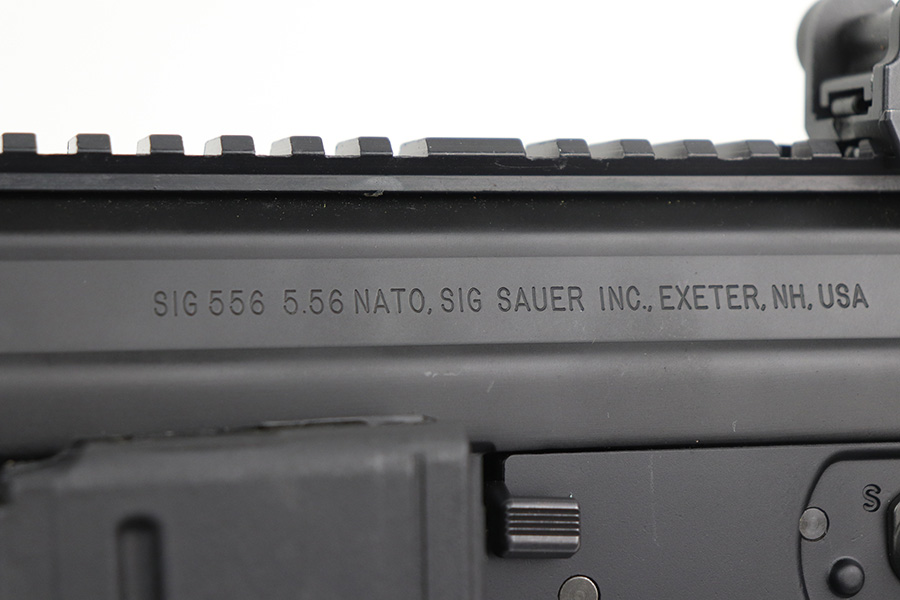 SIG 556 5.56 NATO, SIG SAUER INC., EXETER, NH, USA
S